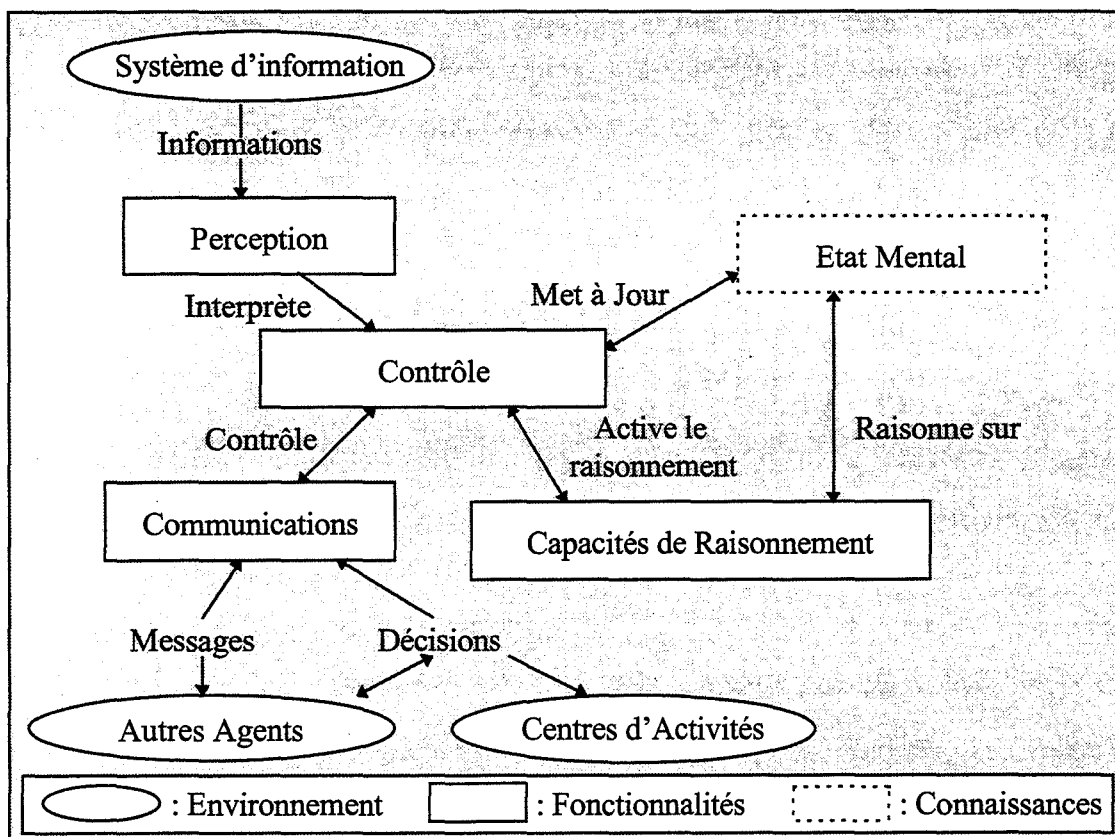 Système d'information
Informations
Perception
Etat Mental
Interprète
Met à Jour
Contrôle
Contrôle
Active le
raisonnement
Raisonne sur
Communications
Capacités de Raisonnement
Messages
Décisions
Autres Agents
Centres d'Activités
: Environnement
: Fonctionnalités
: Connaissances